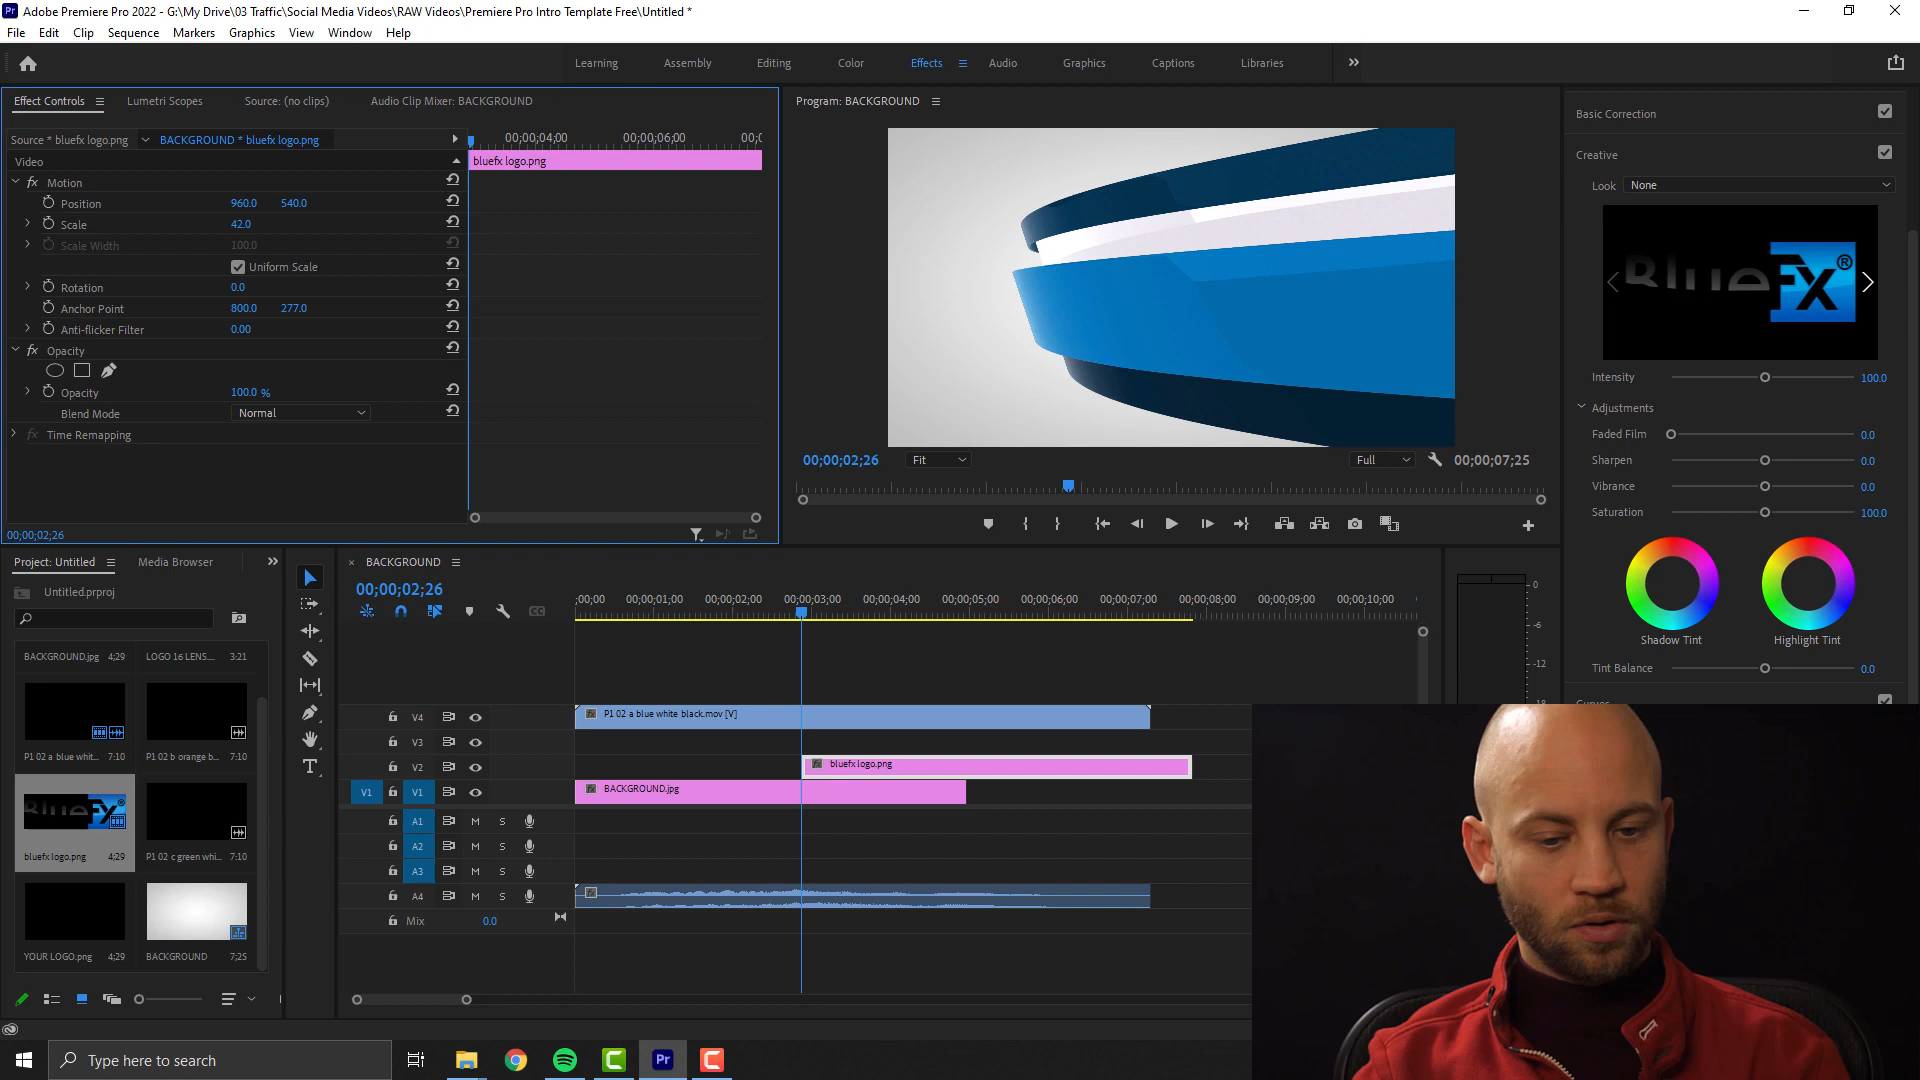 Adobe Premiere Pro 2022 - G:\My Drive\03 Traffic\Social Media Videos\RAW Videos\Premiere Pro Intro Template Free\Untitled *
File Edit Clip Sequence Markers Graphics View Window Help
Learning Assembly Editing Color Effects Audio Graphics Captions Libraries
Effect Controls Lumetri Scopes Source: (no clips) Audio Clip Mixer: BACKGROUND
Source * bluefx logo.png BACKGROUND * bluefx logo.png
00;00;04;00 00;00;06;00
Video
bluefx logo.png
fx Motion
Position 960.0 540.0
Scale 42.0
Scale Width 100.0
Uniform Scale
Rotation 0.0
Anchor Point 800.0 277.0
Anti-flicker Filter 0.00
fx Opacity
Opacity 100.0 %
Blend Mode Normal
fx Time Remapping
00;00;02;26
Program: BACKGROUND
00;00;02;26 Fit Full 00;00;07;25
Basic Correction
Creative
Look None
BlueFX®
Intensity 100.0
Adjustments
Faded Film 0.0
Sharpen 0.0
Vibrance 0.0
Saturation 100.0
Shadow Tint Highlight Tint
Tint Balance 0.0
Project: Untitled Media Browser
Untitled.prproj
BACKGROUND.jpg 4;29 LOGO 16 LENS... 3:21
P1 02 a blue whit... 7:10 P1 02 b orange b... 7:10
bluefx logo.png 4;29 P1 02 c green whi... 7:10
YOUR LOGO.png 4;29 BACKGROUND 7;25
BACKGROUND
00;00;02;26
;00;00 00;00;01;00 00;00;02;00 00;00;03;00 00;00;04;00 00;00;05;00 00;00;06;00 00;00;07;00 00;00;08;00 00;00;09;00 00;00;10;00
V4 P1 02 a blue white black.mov [V]
V3
V2 bluefx logo.png
V1 V1 BACKGROUND.jpg
A1 M S
A2 M S
A3 M S
A4 M S
Mix 0.0
0
-6
-12
Type here to search
Pr